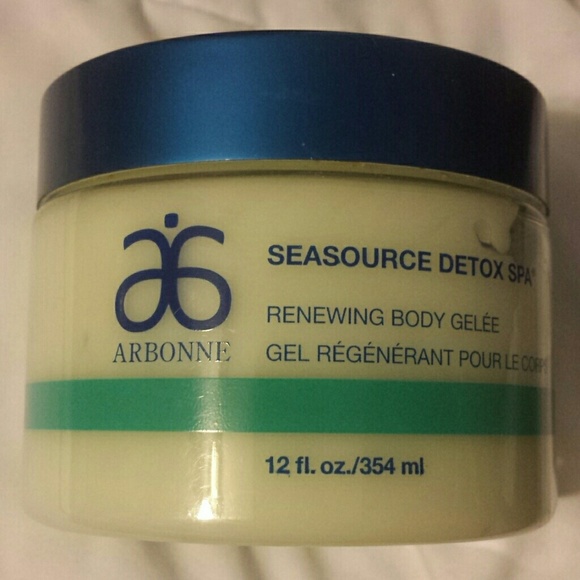 SEASOURCE DETOX SPA®
RENEWING BODY GELÉE
GEL RÉGÉNÉRANT POUR LE CORPS
ARBONNE
12 fl. oz./354 ml